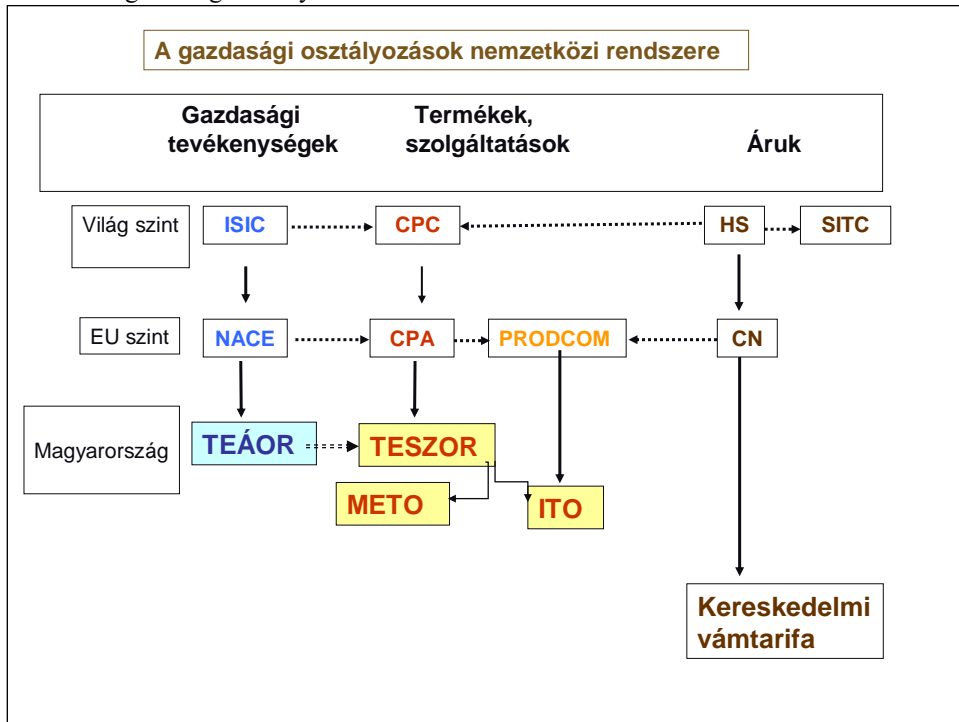 A gazdasági osztályozások nemzetközi rendszere
Gazdasági
tevékenységek
Termékek,
szolgáltatások
Áruk
Világ szint
ISIC
CPC
HS
SITC
EU szint
NACE
CPA
PRODCOM
CN
Magyarország
TEÁOR
TESZOR
METO
ITO
Kereskedelmi
vámtarifa